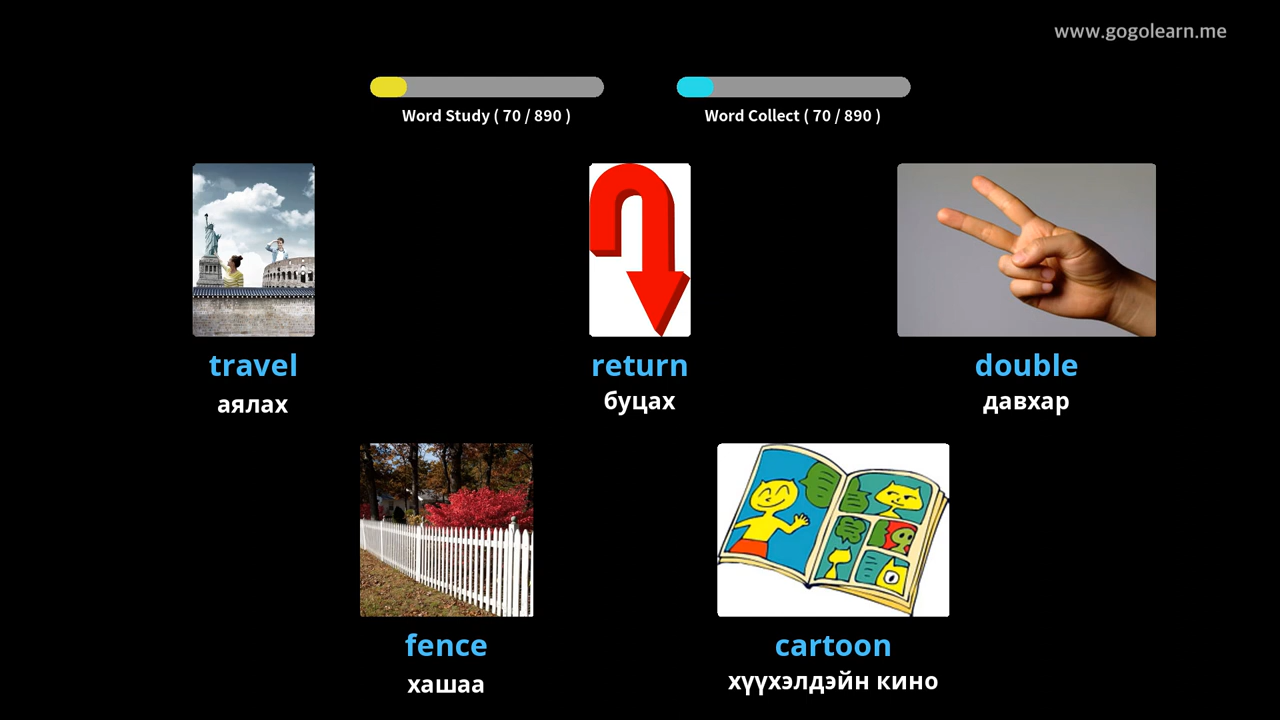 www.gogolearn.me
Word Study ( 70 / 890 )
Word Collect ( 70 / 890 )
travel
аялах
return
буцах
double
давхар
fence
хашаа
cartoon
хүүхэлдэйн кино